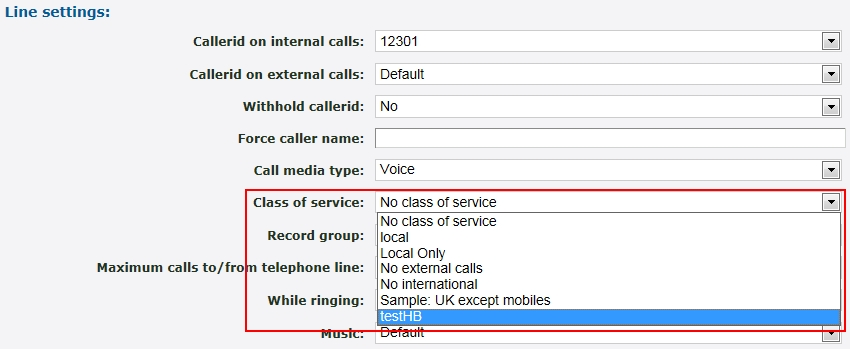 Line settings:
Callerid on internal calls: 12301
Callerid on external calls: Default
Withhold callerid: No
Force caller name:
Call media type: Voice
Class of service: No class of service
No class of service
Record group: local
Local Only
Maximum calls to/from telephone line: No external calls
No international
While ringing: Sample: UK except mobiles
testHB
Music: Default